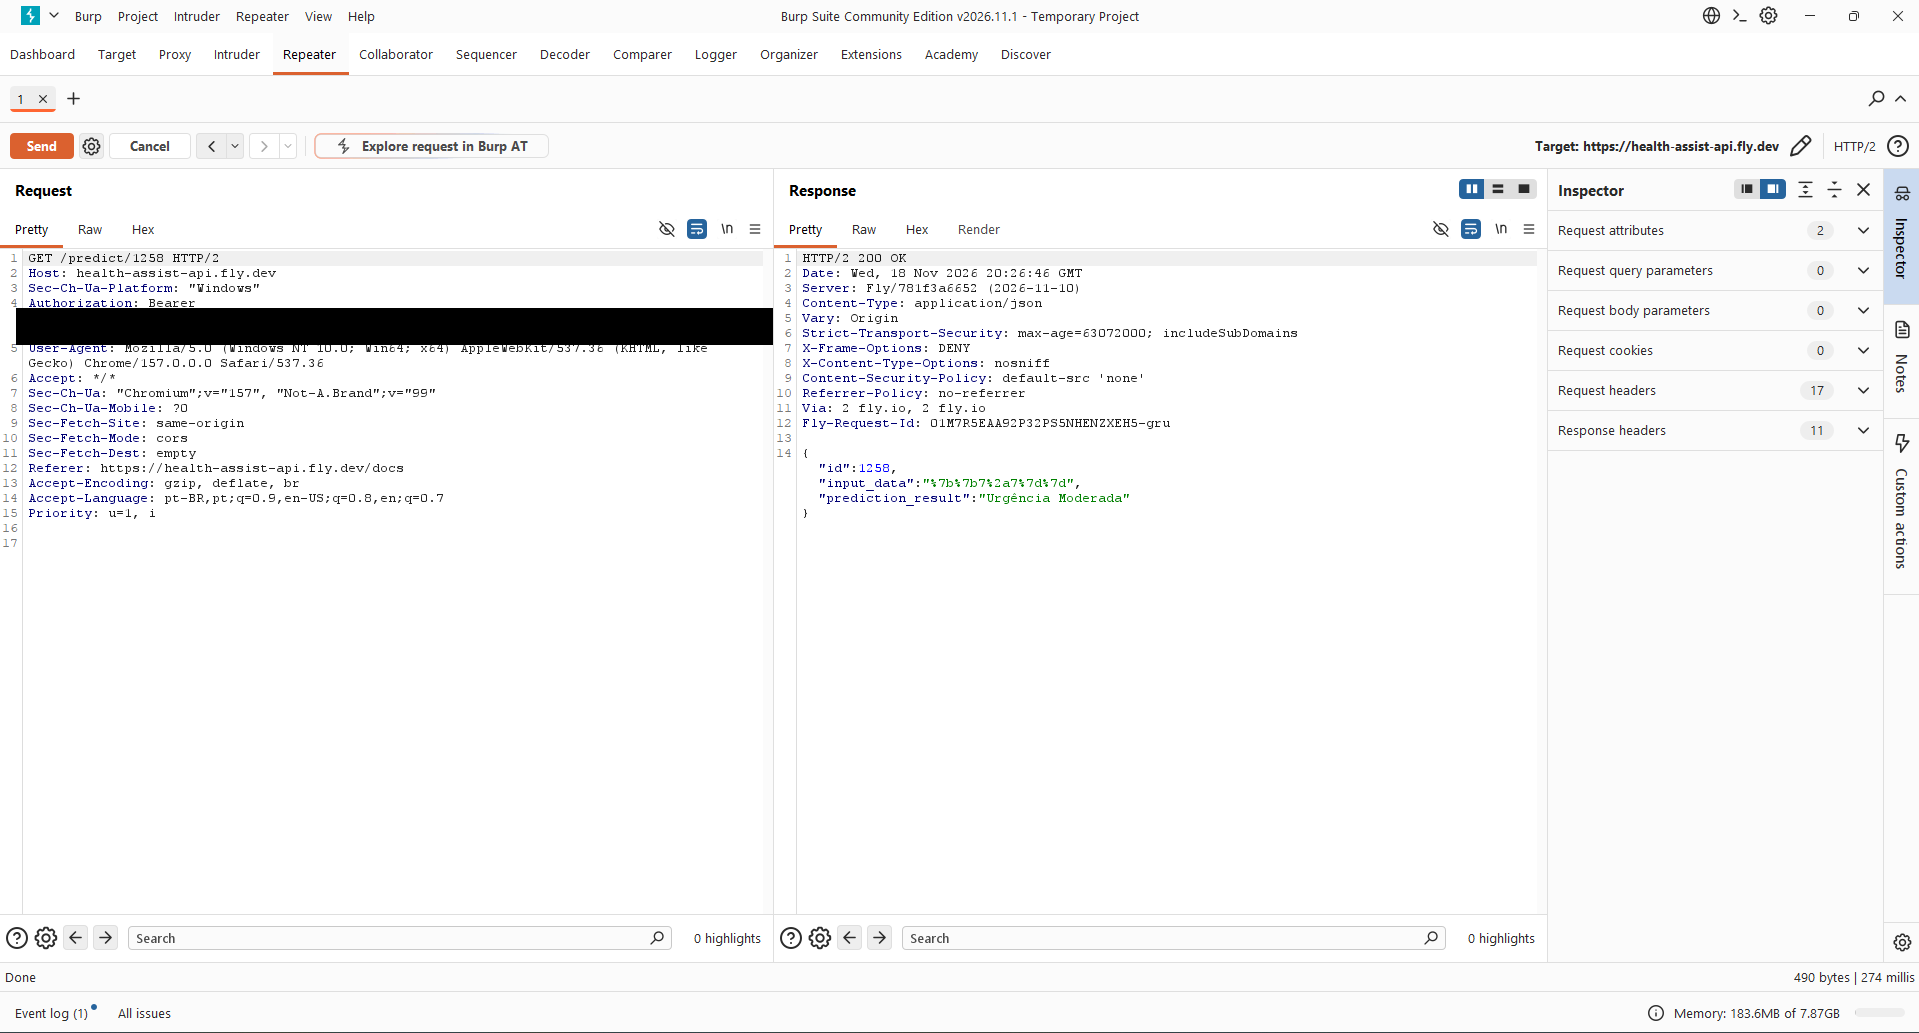 Burp Project Intruder Repeater View Help
Burp Suite Community Edition v2026.11.1 - Temporary Project
Dashboard Target Proxy Intruder Repeater Collaborator Sequencer Decoder Comparer Logger Organizer Extensions Academy Discover
1
Send Cancel Explore request in Burp AT
Target: https://health-assist-api.fly.dev HTTP/2
Request
Pretty Raw Hex \n
1 GET /predict/1258 HTTP/2
2 Host: health-assist-api.fly.dev
3 Sec-Ch-Ua-Platform: "Windows"
4 Authorization: Bearer
5 User-Agent: Mozilla/5.0 (Windows NT 10.0; Win64; x64) AppleWebKit/537.36 (KHTML, like
Gecko) Chrome/157.0.0.0 Safari/537.36
6 Accept: */*
7 Sec-Ch-Ua: "Chromium";v="157", "Not-A.Brand";v="99"
8 Sec-Ch-Ua-Mobile: ?0
9 Sec-Fetch-Site: same-origin
10 Sec-Fetch-Mode: cors
11 Sec-Fetch-Dest: empty
12 Referer: https://health-assist-api.fly.dev/docs
13 Accept-Encoding: gzip, deflate, br
14 Accept-Language: pt-BR,pt;q=0.9,en-US;q=0.8,en;q=0.7
15 Priority: u=1, i
16
17
Search
0 highlights
Response
Pretty Raw Hex Render \n
1 HTTP/2 200 OK
2 Date: Wed, 18 Nov 2026 20:26:46 GMT
3 Server: Fly/781f3a6652 (2026-11-10)
4 Content-Type: application/json
5 Vary: Origin
6 Strict-Transport-Security: max-age=63072000; includeSubDomains
7 X-Frame-Options: DENY
8 X-Content-Type-Options: nosniff
9 Content-Security-Policy: default-src 'none'
10 Referrer-Policy: no-referrer
11 Via: 2 fly.io, 2 fly.io
12 Fly-Request-Id: 01M7R5EAA92P32PS5NHENZXEH5-gru
13
14 {
"id":1258,
"input_data":"%7b%7b7%2a7%7d%7d",
"prediction_result":"Urgência Moderada"
}
Search
0 highlights
Inspector
Request attributes 2
Request query parameters 0
Request body parameters 0
Request cookies 0
Request headers 17
Response headers 11
Inspector
Notes
Custom actions
Done
490 bytes | 274 millis
Event log (1) All issues
Memory: 183.6MB of 7.87GB